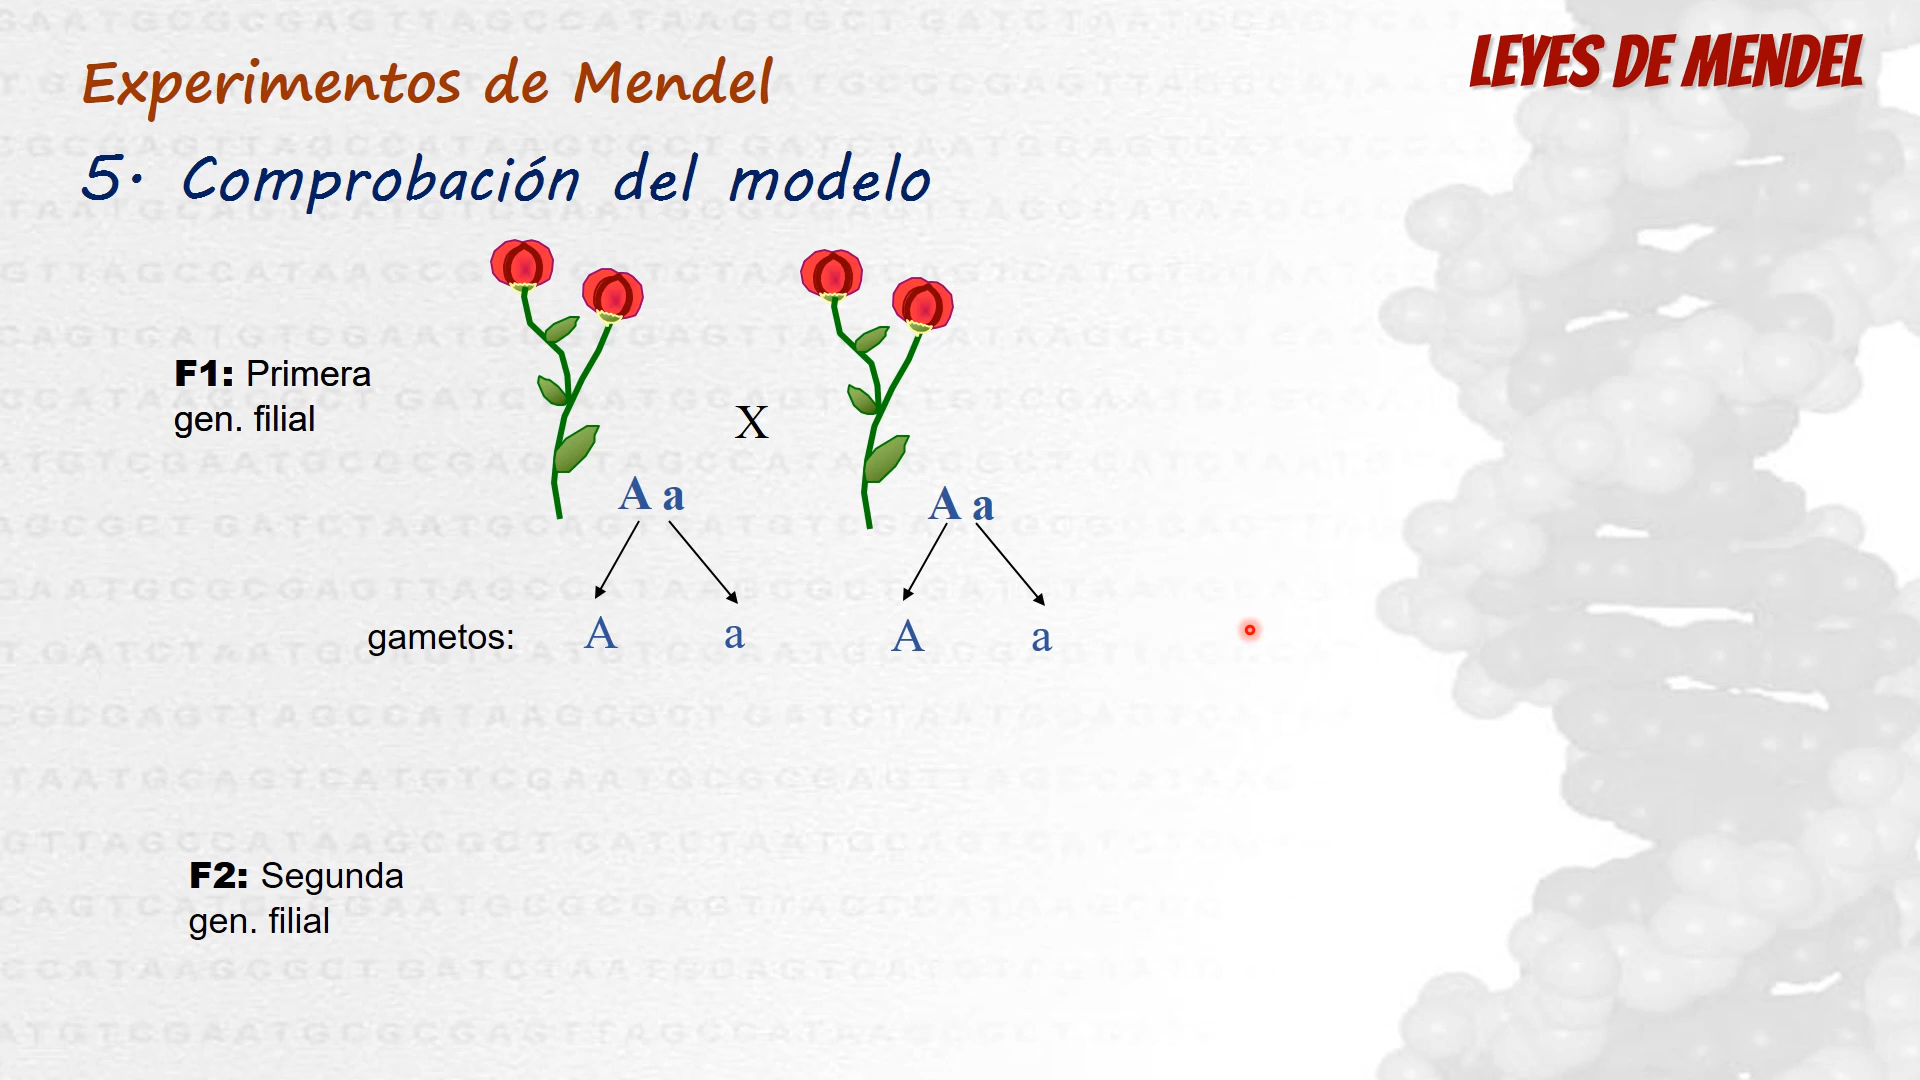 LEYES DE MENDEL
Experimentos de Mendel
5. Comprobación del modelo
F1: Primera
gen. filial
X
A a
A a
gametos: A a A a
F2: Segunda
gen. filial